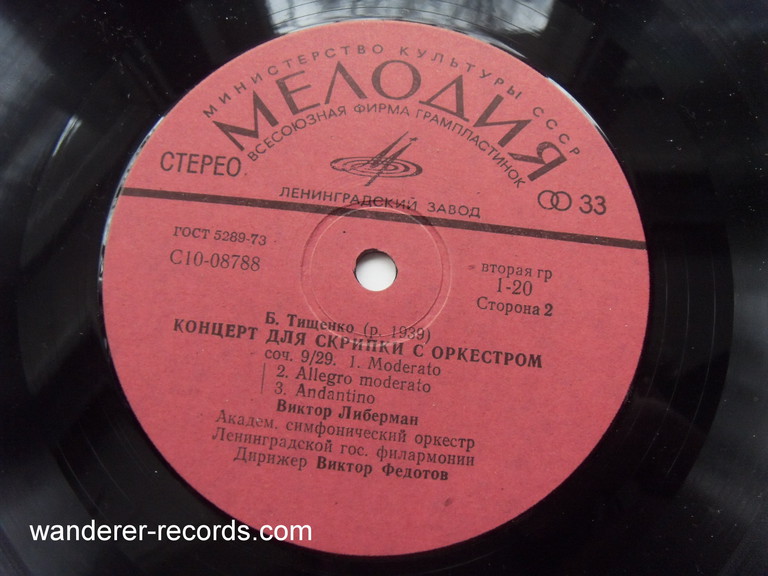 МИНИСТЕРСТВО КУЛЬТУРЫ СССР
МЕЛОДИЯ
ВСЕСОЮЗНАЯ ФИРМА ГРАМПЛАСТИНОК
СТЕРЕО
33
ЛЕНИНГРАДСКИЙ ЗАВОД
ГОСТ 5289-73
С10-08788
вторая гр
1-20
Сторона 2
Б. Тищенко (р. 1939)
КОНЦЕРТ ДЛЯ СКРИПКИ С ОРКЕСТРОМ
соч. 9/29. 1. Moderato
2. Allegro moderato
3. Andantino
Виктор Либерман
Академ. симфонический оркестр
Ленинградской гос. филармонии
Дирижер Виктор Федотов
wanderer-records.com